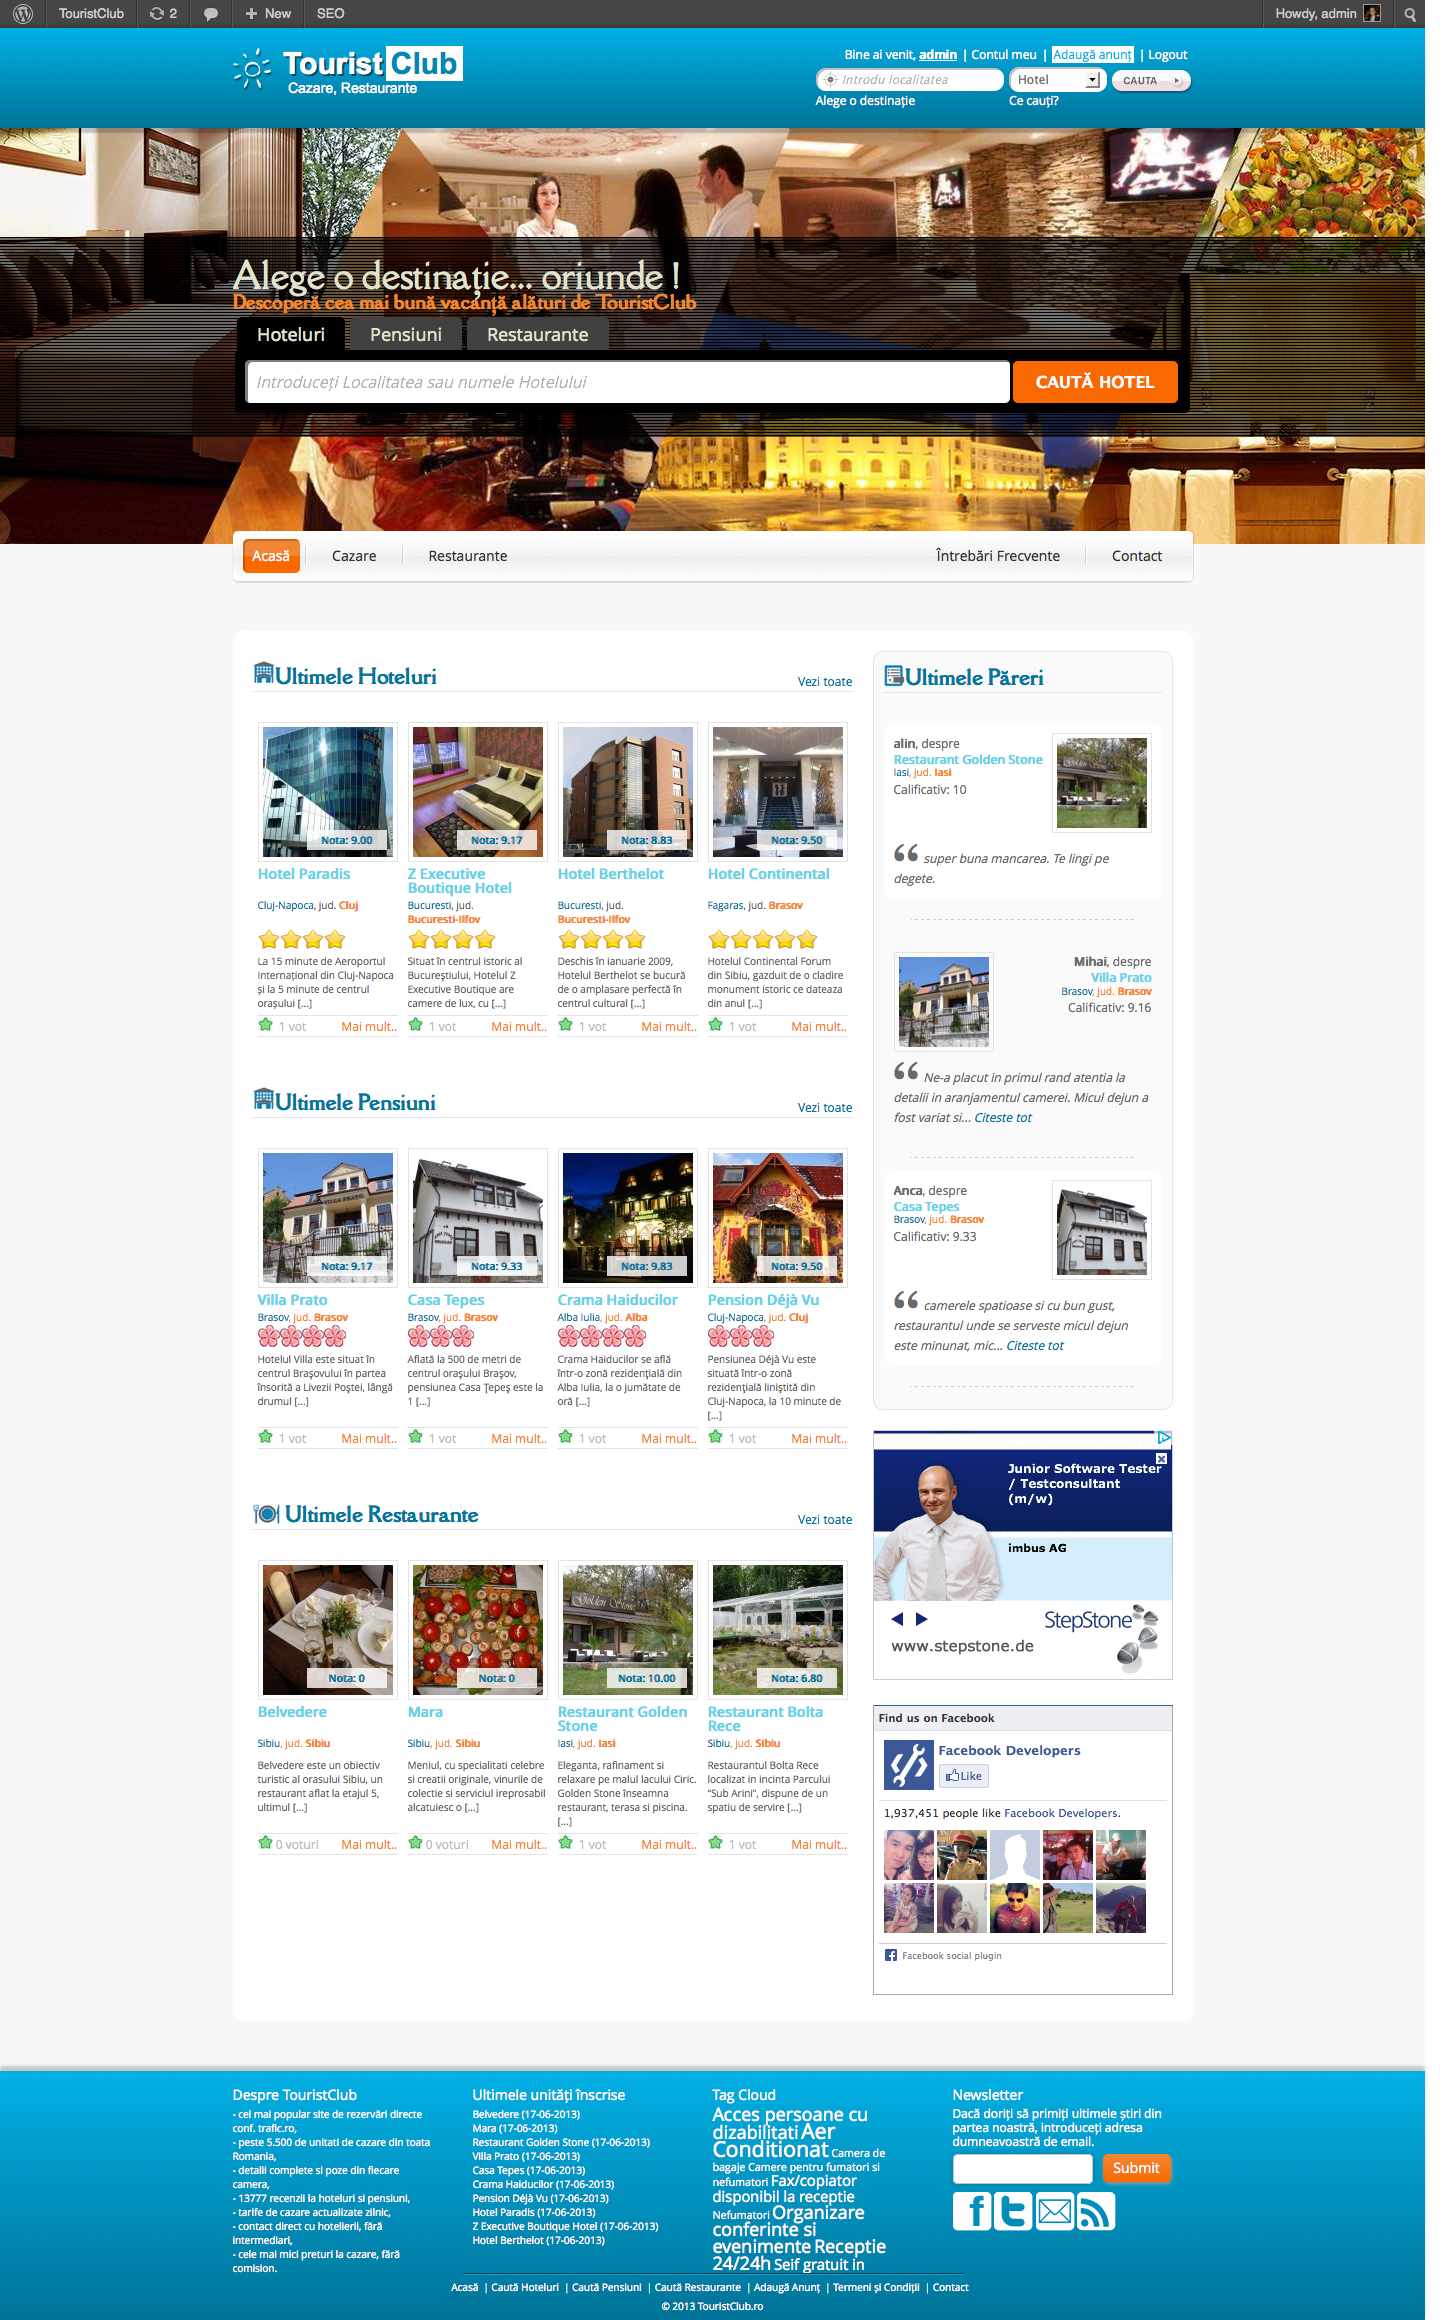 TouristClub
2
New
SEO
Howdy, admin
Tourist Club
Cazare, Restaurante
Bine ai venit, admin | Contul meu | Adaugă anunț | Logout
Introdu localitatea
Hotel
CAUTA
Alege o destinație
Ce cauți?
Alege o destinație... oriunde !
Descoperă cea mai bună vacanță alături de TouristClub
Hoteluri
Pensiuni
Restaurante
Introduceți Localitatea sau numele Hotelului
CAUTĂ HOTEL
Acasă
Cazare
Restaurante
Întrebări Frecvente
Contact
Ultimele Hoteluri
Vezi toate
Nota: 9.00
Hotel Paradis
Cluj-Napoca, jud. Cluj
La 15 minute de Aeroportul
Internațional din Cluj-Napoca
și la 5 minute de centrul
orașului [...]
1 vot
Mai mult..
Nota: 9.17
Z Executive
Boutique Hotel
Bucuresti, jud.
Bucuresti-Ilfov
Situat în centrul istoric al
Bucureștiului, Hotelul Z
Executive Boutique are
camere de lux, cu [...]
1 vot
Mai mult..
Nota: 8.83
Hotel Berthelot
Bucuresti, jud.
Bucuresti-Ilfov
Deschis în ianuarie 2009,
Hotelul Berthelot se bucură
de o amplasare perfectă în
centrul cultural [...]
1 vot
Mai mult..
Nota: 9.50
Hotel Continental
Fagaras, jud. Brasov
Hotelul Continental Forum
din Sibiu, gazduit de o cladire
monument istoric ce dateaza
din anul [...]
1 vot
Mai mult..
Ultimele Pensiuni
Vezi toate
VILLA PRATO
Nota: 9.17
Villa Prato
Brasov, jud. Brasov
Hotelul Villa este situat în
centrul Brașovului în partea
însorită a Livezii Poștei, lângă
drumul [...]
1 vot
Mai mult..
Nota: 9.33
Casa Tepes
Brasov, jud. Brasov
Aflată la 500 de metri de
centrul orașului Brașov,
pensiunea Casa Țepeș este la
1 [...]
1 vot
Mai mult..
Nota: 9.83
Crama Haiducilor
Alba Iulia, jud. Alba
Crama Haiducilor se află
într-o zonă rezidențială din
Alba Iulia, la o jumătate de
oră [...]
1 vot
Mai mult..
Nota: 9.50
Pension Déjà Vu
Cluj-Napoca, jud. Cluj
Pensiunea Déjà Vu este
situată într-o zonă
rezidențială liniștită din
Cluj-Napoca, la 10 minute de
[...]
1 vot
Mai mult..
Ultimele Restaurante
Vezi toate
Nota: 0
Belvedere
Sibiu, jud. Sibiu
Belvedere este un obiectiv
turistic al orasului Sibiu, un
restaurant aflat la etajul 5,
ultimul [...]
0 voturi
Mai mult..
Nota: 0
Mara
Sibiu, jud. Sibiu
Meniul, cu specialitati celebre
si creatii originale, vinurile de
colectie si serviciul ireprosabil
alcatuiesc o [...]
0 voturi
Mai mult..
Golden Stone
Nota: 10.00
Restaurant Golden
Stone
Iasi, jud. Iasi
Eleganta, rafinament si
relaxare pe malul lacului Ciric.
Golden Stone înseamna
restaurant, terasa si piscina.
[...]
1 vot
Mai mult..
Nota: 6.80
Restaurant Bolta
Rece
Sibiu, jud. Sibiu
Restaurantul Bolta Rece
localizat in incinta Parcului
“Sub Arini”, dispune de un
spatiu de servire [...]
1 vot
Mai mult..
Ultimele Păreri
alin, despre
Restaurant Golden Stone
Iasi, jud. Iasi
Calificativ: 10
super buna mancarea. Te lingi pe
degete.
Mihai, despre
Villa Prato
Brasov, jud. Brasov
Calificativ: 9.16
Ne-a placut in primul rand atentia la
detalii in aranjamentul camerei. Micul dejun a
fost variat si... Citeste tot
Anca, despre
Casa Tepes
Brasov, jud. Brasov
Calificativ: 9.33
camerele spatioase si cu bun gust,
restaurantul unde se serveste micul dejun
este minunat, mic... Citeste tot
Junior Software Tester
/ Testconsultant
(m/w)
imbus AG
StepStone
www.stepstone.de
Find us on Facebook
Facebook Developers
Like
1,937,451 people like Facebook Developers.
Facebook social plugin
Despre TouristClub
- cel mai popular site de rezervări directe
conf. trafic.ro,
- peste 5.500 de unitati de cazare din toata
Romania,
- detalii complete si poze din fiecare
camera,
- 13777 recenzii la hoteluri si pensiuni,
- tarife de cazare actualizate zilnic,
- contact direct cu hotelierii, fără
intermediari,
- cele mai mici preturi la cazare, fără
comision.
Ultimele unități înscrise
Belvedere (17-06-2013)
Mara (17-06-2013)
Restaurant Golden Stone (17-06-2013)
Villa Prato (17-06-2013)
Casa Tepes (17-06-2013)
Crama Haiducilor (17-06-2013)
Pension Déjà Vu (17-06-2013)
Hotel Paradis (17-06-2013)
Z Executive Boutique Hotel (17-06-2013)
Hotel Berthelot (17-06-2013)
Tag Cloud
Acces persoane cu
dizabilitati Aer
Conditionat Camera de
bagaje Camere pentru fumatori si
nefumatori Fax/copiator
disponibil la receptie
Nefumatori Organizare
conferinte si
evenimente Receptie
24/24h Seif gratuit in
Newsletter
Dacă doriți să primiți ultimele știri din
partea noastră, introduceți adresa
dumneavoastră de email.
Submit
Acasă | Caută Hoteluri | Caută Pensiuni | Caută Restaurante | Adaugă Anunț | Termeni și Condiții | Contact
© 2013 TouristClub.ro